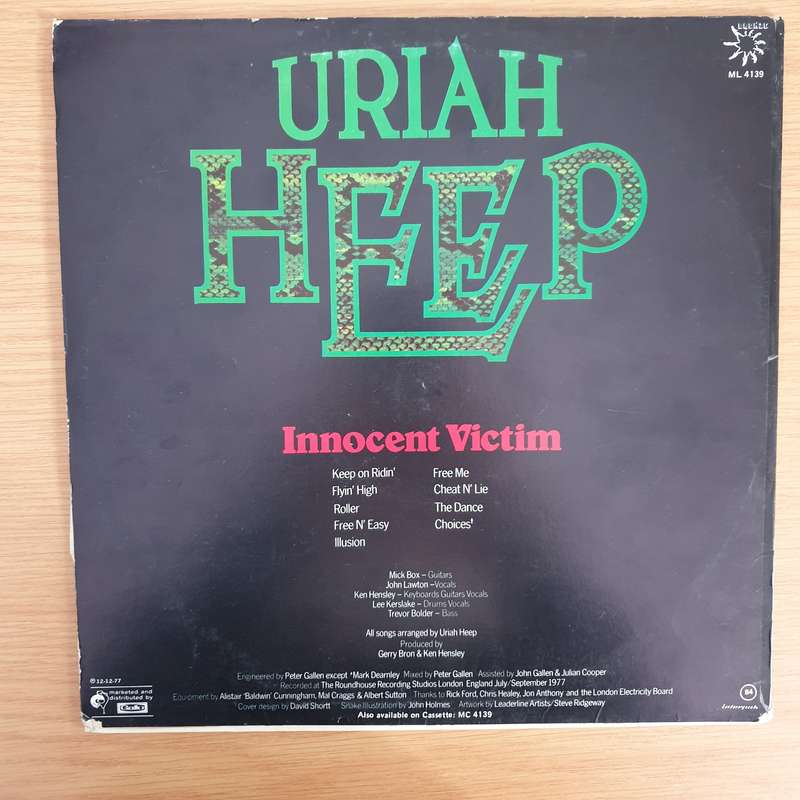 BRONZE
ML 4139
URIAH
HEEP
Innocent Victim
Keep on Ridin'
Flyin' High
Roller
Free N' Easy
Illusion
Free Me
Cheat N' Lie
The Dance
Choices'
Mick Box – Guitars
John Lawton – Vocals
Ken Hensley – Keyboards Guitars Vocals
Lee Kerslake – Drums Vocals
Trevor Bolder – Bass
All songs arranged by Uriah Heep
Produced by
Gerry Bron & Ken Hensley
Engineered by Peter Gallen except *Mark Dearnley Mixed by Peter Gallen Assisted by John Gallen & Julian Cooper
Recorded at The Roundhouse Recording Studios London England July/September 1977
Equipment by Alistair 'Baldwin' Cunningham, Mal Craggs & Albert Sutton Thanks to Rick Ford, Chris Healey, Jon Anthony and the London Electricity Board
Cover design by David Shortt Snake Illustration by John Holmes Artwork by Leaderline Artists/Steve Ridgeway
Also available on Cassette: MC 4139
℗ 12-12-77
marketed and
distributed by
Gallo
84
interpak